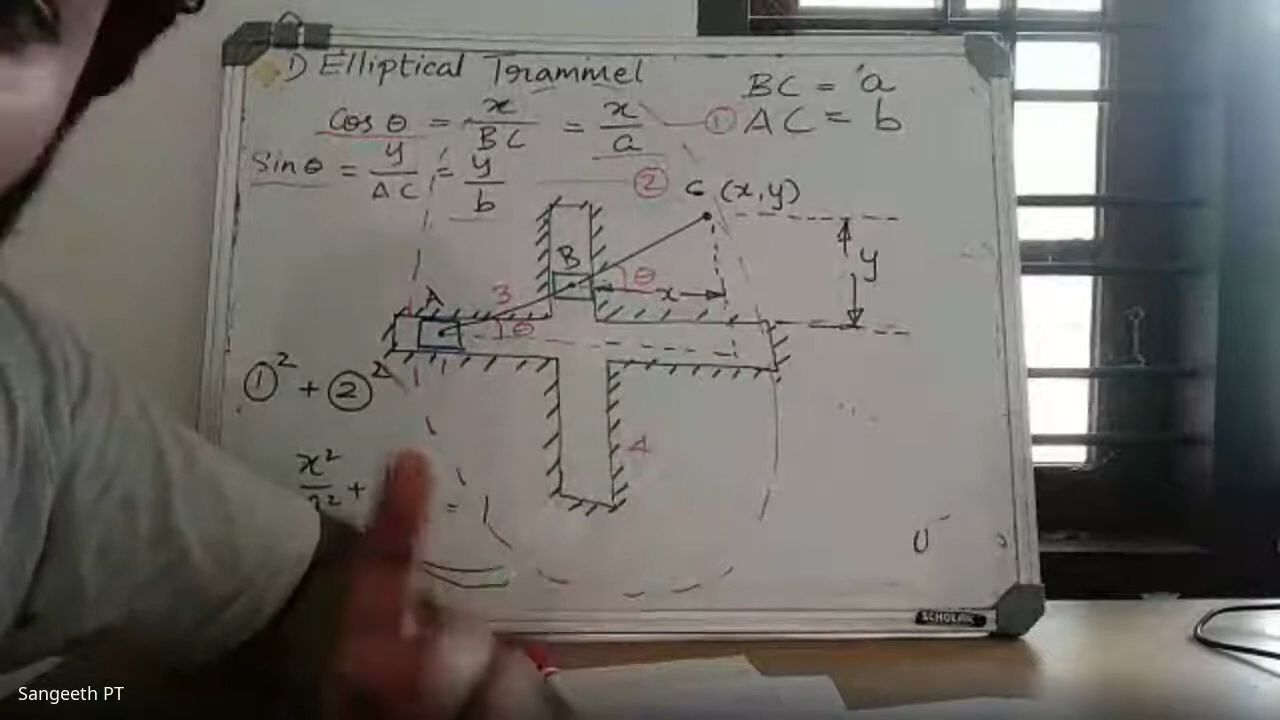 1) Elliptical Trammel
BC = a
Cos θ = x/BC = x/a — ① AC = b
Sin θ = y/AC = y/b — ②
C (x,y)
B
θ
x
y
A
3
θ
①² + ②²
4
x²
+
= 1
SCHOLAR
Sangeeth PT